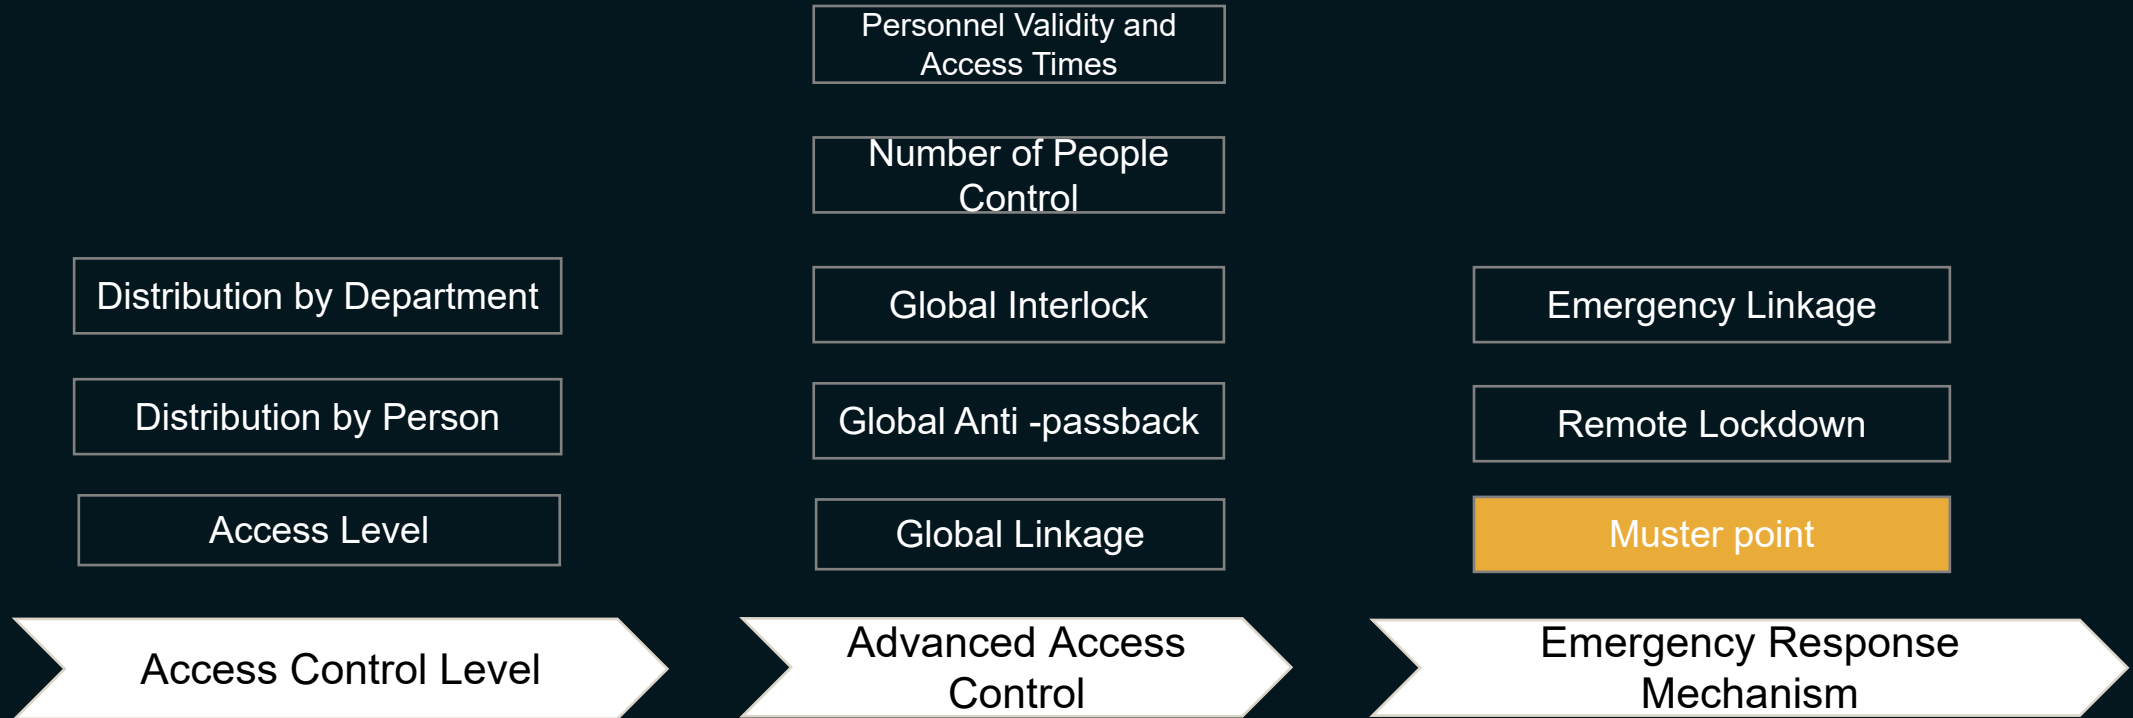 Personnel Validity and
Access Times
Number of People
Control
Distribution by Department
Global Interlock
Emergency Linkage
Distribution by Person
Global Anti -passback
Remote Lockdown
Access Level
Global Linkage
Muster point
Access Control Level
Advanced Access
Control
Emergency Response
Mechanism